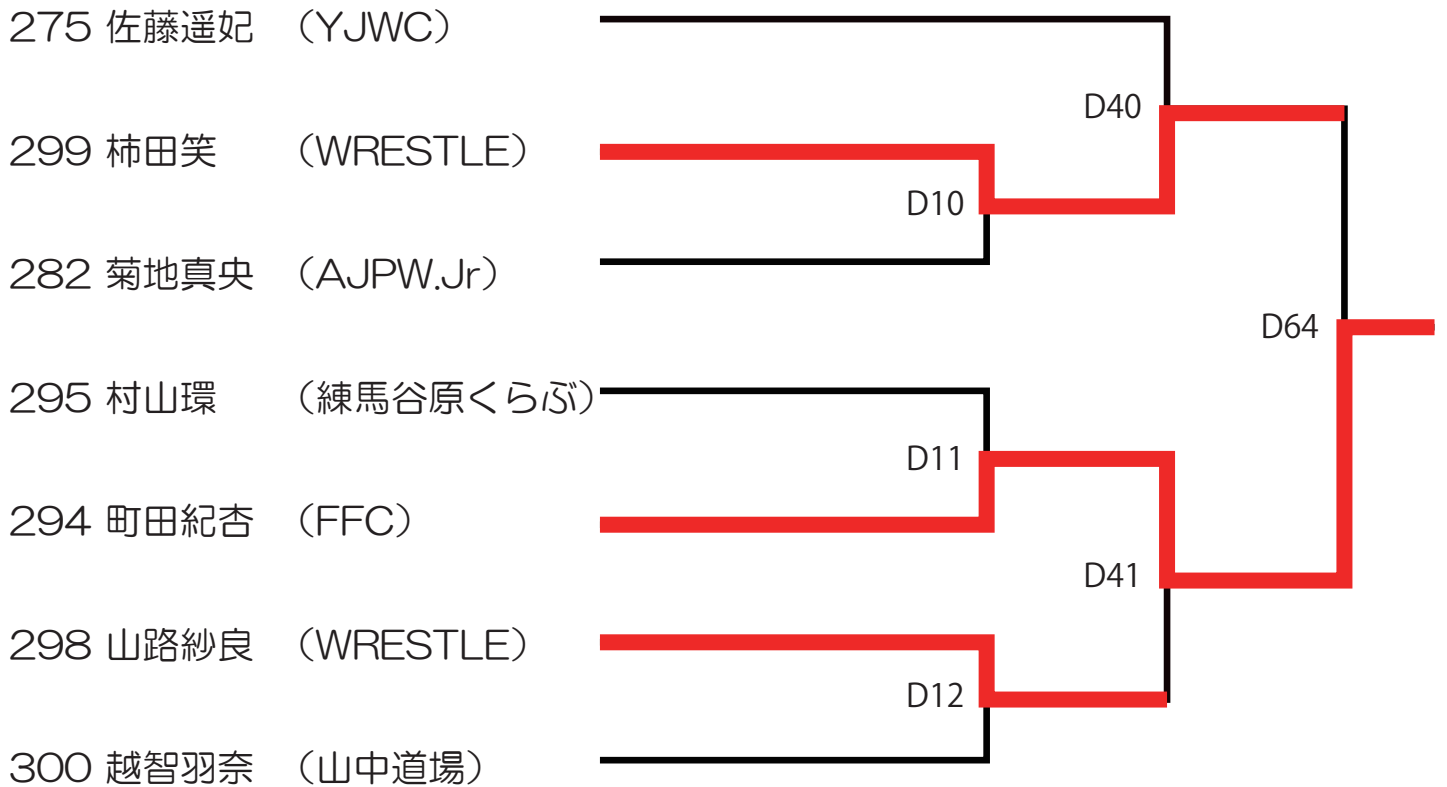 275 佐藤遥妃 （YJWC）
D40
299 柿田笑 （WRESTLE）
D10
282 菊地真央 （AJPW.Jr）
D64
295 村山環 （練馬谷原くらぶ）
D11
294 町田紀杏 （FFC）
D41
298 山路紗良 （WRESTLE）
D12
300 越智羽奈 （山中道場）